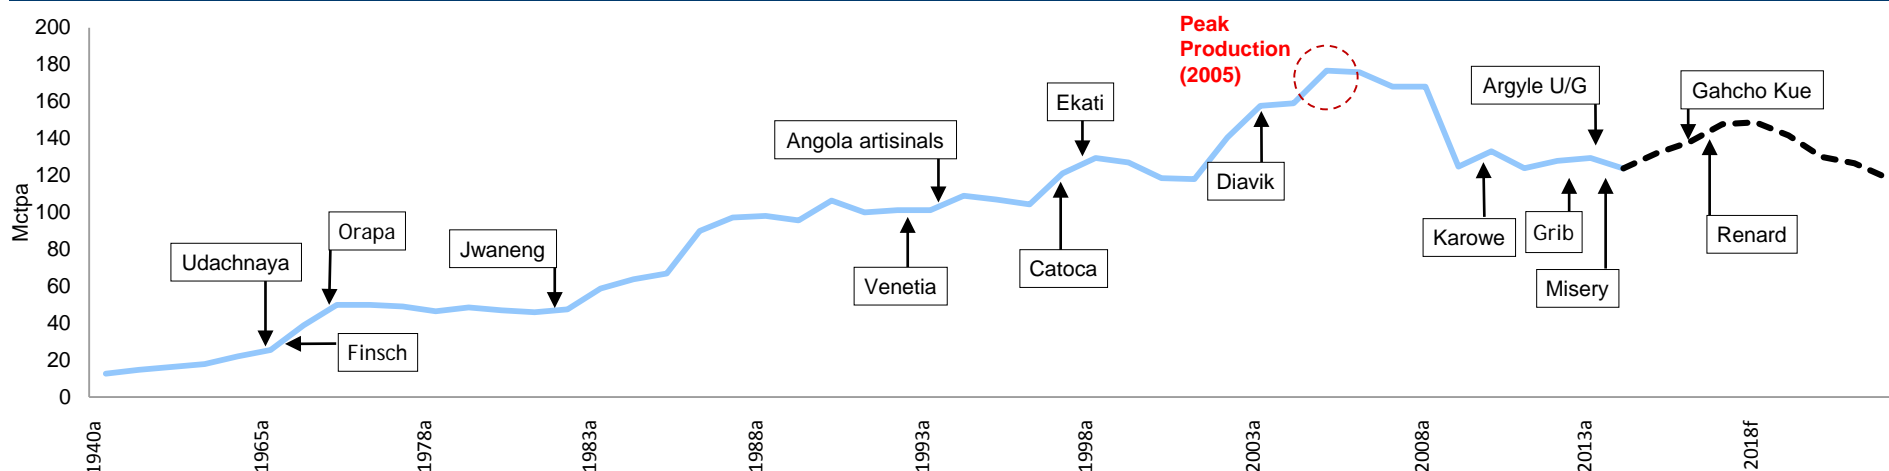 Peak
Production
(2005)
200
180
160
140
120
100
80
60
40
20
0
Mctpa
Udachnaya
Orapa
Finsch
Jwaneng
Angola artisinals
Venetia
Ekati
Catoca
Diavik
Argyle U/G
Karowe
Grib
Misery
Gahcho Kue
Renard
1940a
1965a
1978a
1983a
1988a
1993a
1998a
2003a
2008a
2013a
2018f